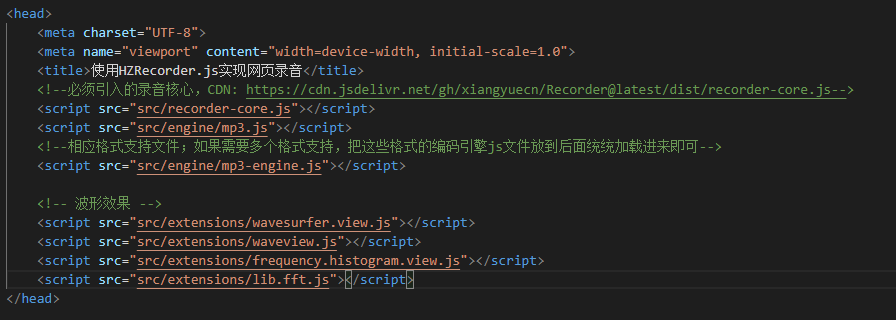 <head>
<meta charset="UTF-8">
<meta name="viewport" content="width=device-width, initial-scale=1.0">
<title>使用HZRecorder.js实现网页录音</title>
<!--必须引入的录音核心，CDN: https://cdn.jsdelivr.net/gh/xiangyuecn/Recorder@latest/dist/recorder-core.js-->
<script src="src/recorder-core.js"></script>
<script src="src/engine/mp3.js"></script>
<!--相应格式支持文件；如果需要多个格式支持，把这些格式的编码引擎js文件放到后面统统加载进来即可-->
<script src="src/engine/mp3-engine.js"></script>
<!-- 波形效果 -->
<script src="src/extensions/wavesurfer.view.js"></script>
<script src="src/extensions/waveview.js"></script>
<script src="src/extensions/frequency.histogram.view.js"></script>
<script src="src/extensions/lib.fft.js"></script>
</head>